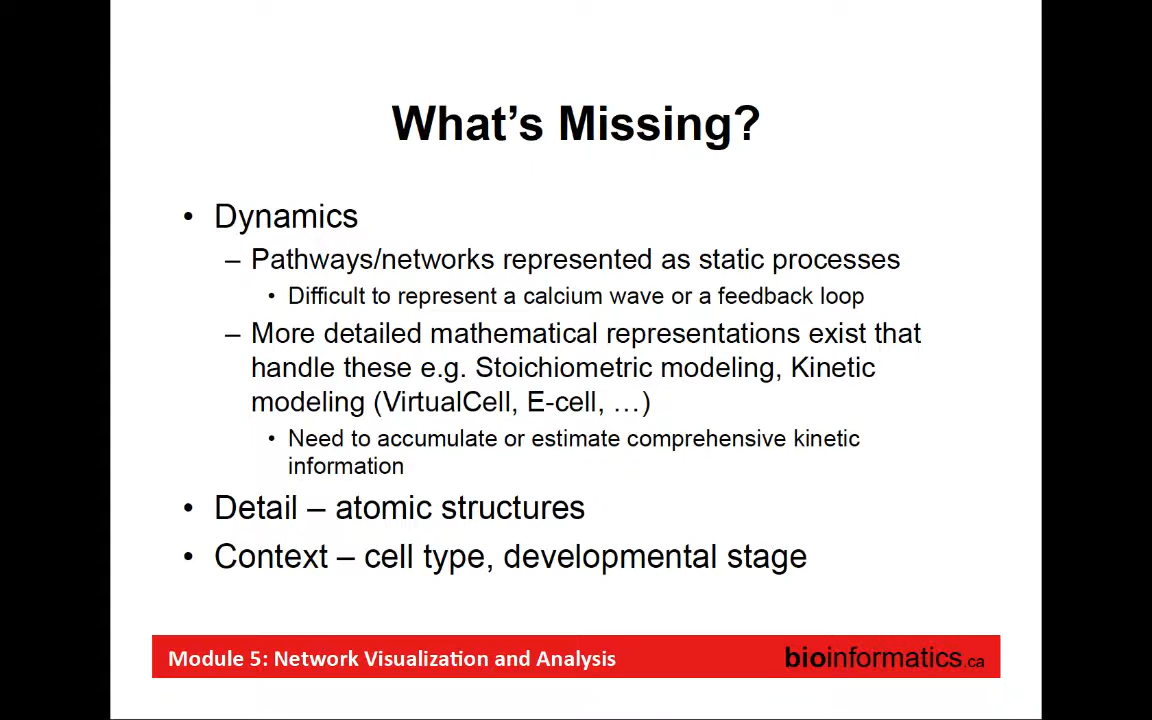 What's Missing?
• Dynamics
– Pathways/networks represented as static processes
• Difficult to represent a calcium wave or a feedback loop
– More detailed mathematical representations exist that
handle these e.g. Stoichiometric modeling, Kinetic
modeling (VirtualCell, E-cell, …)
• Need to accumulate or estimate comprehensive kinetic
information
• Detail – atomic structures
• Context – cell type, developmental stage
Module 5: Network Visualization and Analysis
bioinformatics.ca